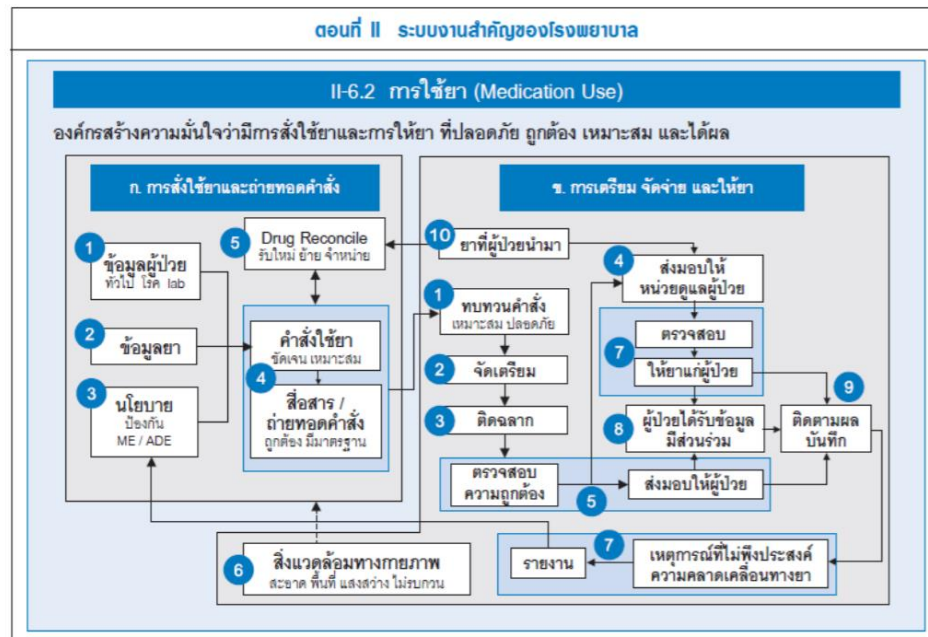 ตอนที่ II ระบบงานสำคัญของโรงพยาบาล
II-6.2 การใช้ยา (Medication Use)
องค์กรสร้างความมั่นใจว่ามีการสั่งใช้ยาและการให้ยา ที่ปลอดภัย ถูกต้อง เหมาะสม และได้ผล
ก. การสั่งใช้ยาและถ่ายทอดคำสั่ง
1
ข้อมูลผู้ป่วย
ทั่วไป โรค lab
2
ข้อมูลยา
3
นโยบาย
ป้องกัน
ME / ADE
5
Drug Reconcile
รับใหม่ ย้าย จำหน่าย
คำสั่งใช้ยา
ชัดเจน เหมาะสม
4
สื่อสาร /
ถ่ายทอดคำสั่ง
ถูกต้อง มีมาตรฐาน
6
สิ่งแวดล้อมทางกายภาพ
สะอาด พื้นที่ แสงสว่าง ไม่รบกวน
ข. การเตรียม จัดจ่าย และให้ยา
10
ยาที่ผู้ป่วยนำมา
1
ทบทวนคำสั่ง
เหมาะสม ปลอดภัย
2
จัดเตรียม
3
ติดฉลาก
ตรวจสอบ
ความถูกต้อง
5
ส่งมอบให้ผู้ป่วย
4
ส่งมอบให้
หน่วยดูแลผู้ป่วย
ตรวจสอบ
7
ให้ยาแก่ผู้ป่วย
8
ผู้ป่วยได้รับข้อมูล
มีส่วนร่วม
9
ติดตามผล
บันทึก
7
เหตุการณ์ที่ไม่พึงประสงค์
ความคลาดเคลื่อนทางยา
รายงาน